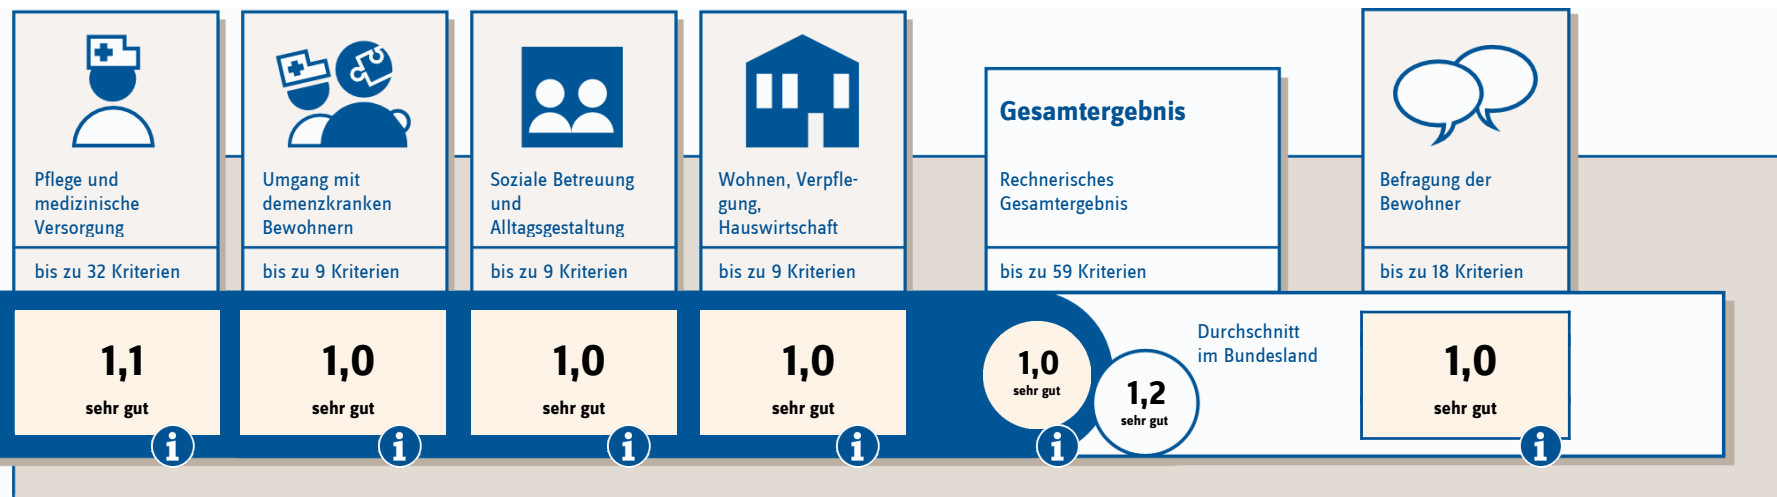 Pflege und
medizinische
Versorgung
bis zu 32 Kriterien
1,1
sehr gut
i
Umgang mit
demenzkranken
Bewohnern
bis zu 9 Kriterien
1,0
sehr gut
i
Soziale Betreuung
und
Alltagsgestaltung
bis zu 9 Kriterien
1,0
sehr gut
i
Wohnen, Verpfle-
gung,
Hauswirtschaft
bis zu 9 Kriterien
1,0
sehr gut
i
Gesamtergebnis
Rechnerisches
Gesamtergebnis
bis zu 59 Kriterien
1,0
sehr gut
i
1,2
sehr gut
Durchschnitt
im Bundesland
Befragung der
Bewohner
bis zu 18 Kriterien
1,0
sehr gut
i